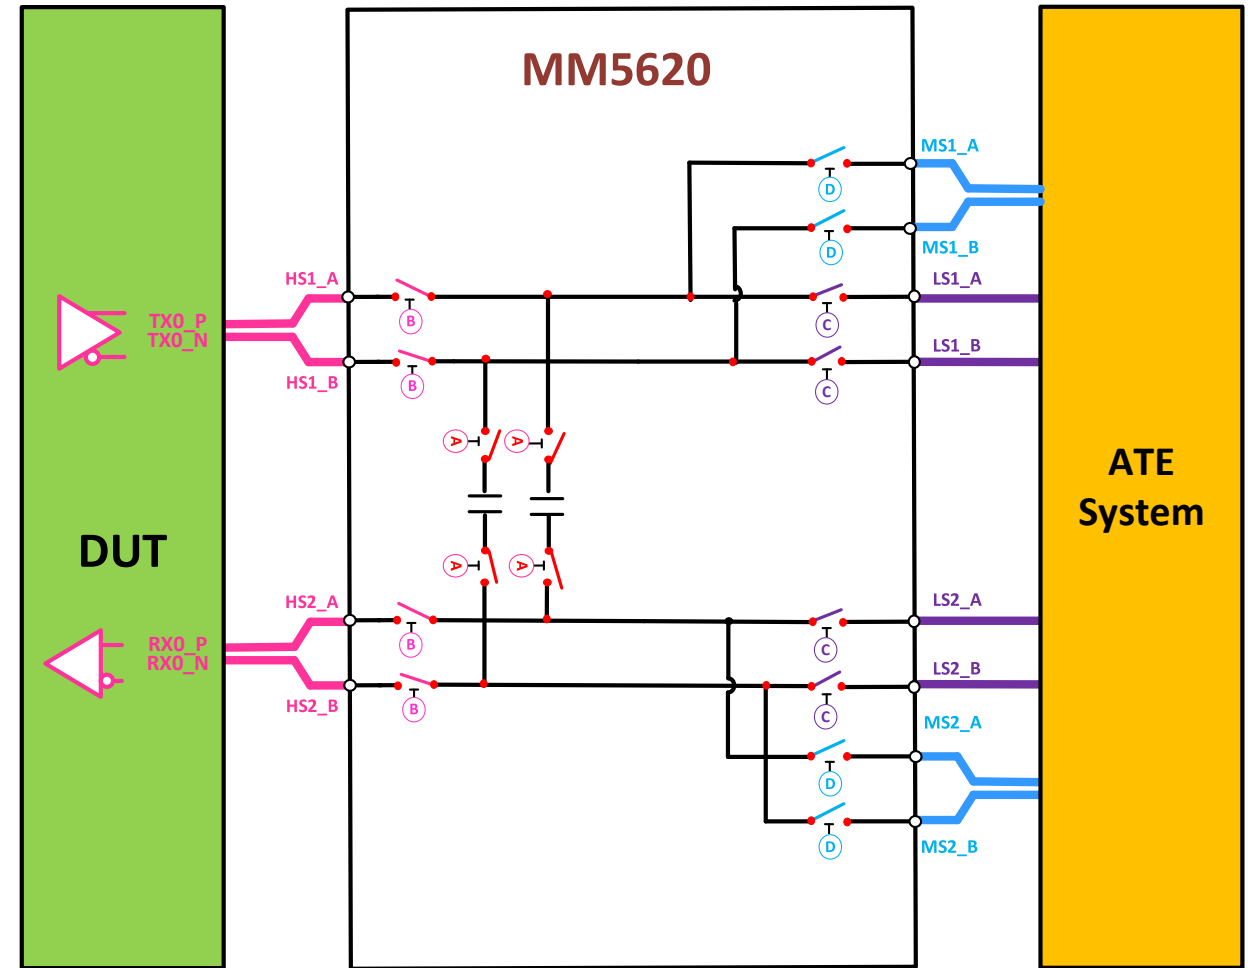 MM5620
MS1_A
D
D
MS1_B
HS1_A
LS1_A
TX0_P
TX0_N
B
C
LS1_B
HS1_B
B
C
A
A
ATE
System
DUT
A
A
HS2_A
LS2_A
RX0_P
RX0_N
B
C
LS2_B
HS2_B
B
C
MS2_A
D
D
MS2_B